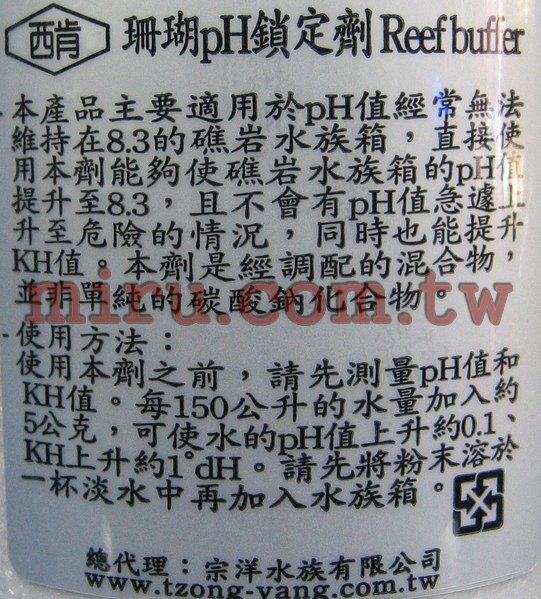 酉肯 珊瑚pH鎖定劑 Reef buffer
本產品主要適用於pH值經常無法
維持在8.3的礁岩水族箱，直接使
用本劑能夠使礁岩水族箱的pH值
提升至8.3，且不會有pH值急遽上
升至危險的情況，同時也能提升
KH值。本劑是經調配的混合物，
並非單純的碳酸鈉化合物。
miru.com.tw
使用方法：
使用本劑之前，請先測量pH值和
KH值。每150公升的水量加入約
5公克，可使水的pH值上升約0.1、
KH上升約1°dH。請先將粉末溶於
一杯淡水中再加入水族箱。
總代理：宗洋水族有限公司
www.tzong-yang.com.tw